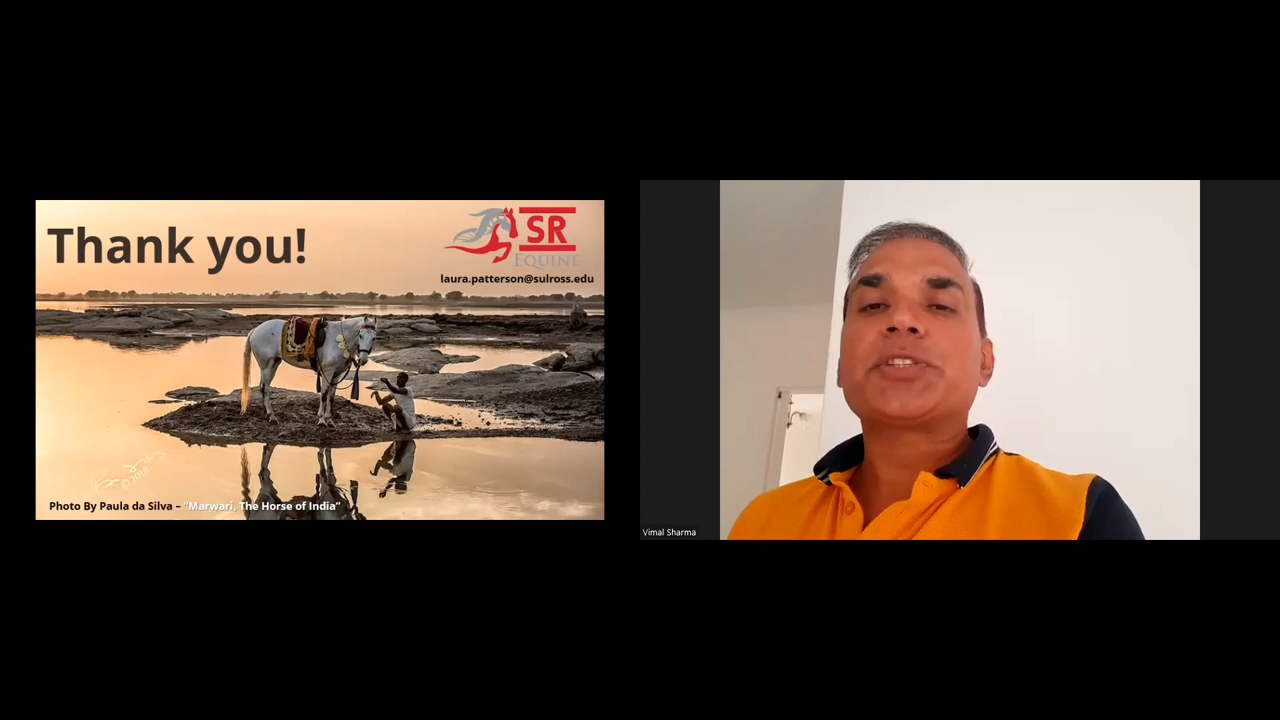 Thank you!
SR
EQUINE
laura.patterson@sulross.edu
©2018
Photo By Paula da Silva – "Marwari, The Horse of India"
Vimal Sharma